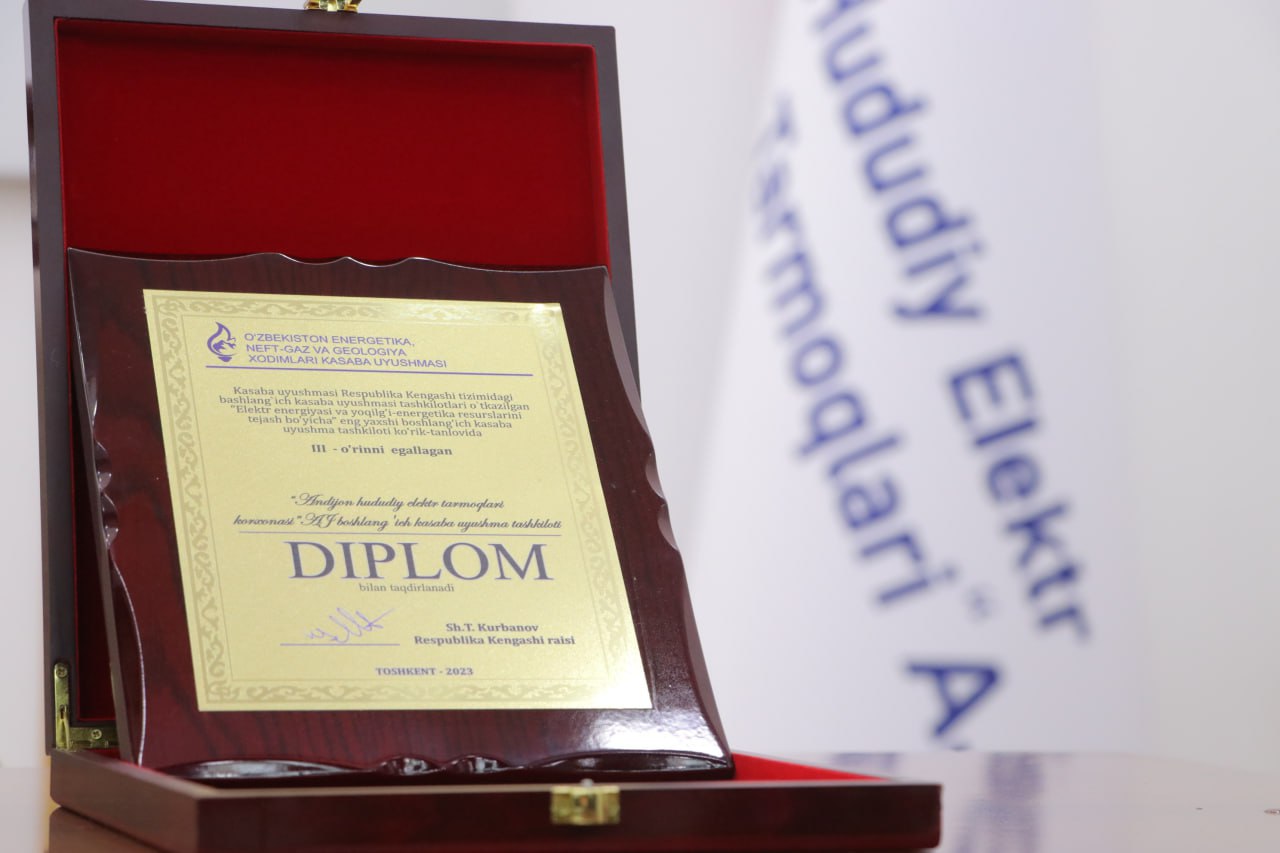 O'ZBEKISTON ENERGETIKA,
NEFT-GAZ VA GEOLOGIYA
XODIMLARI KASABA UYUSHMASI
Kasaba uyushmasi Respublika Kengashi tizimidagi
bashlang'ich kasaba uyushmasi tashkilotlari o'tkazilgan
"Elektr energiyasi va yoqilg'i-energetika resurslarini
tejash bo'yicha" eng yaxshi boshlang'ich kasaba
uyushma tashkiloti ko'rik-tanlovida
III - o'rinni egallagan
"Andijon hududiy elektr tarmoqlari
korxonasi" AJ boshlang'ich kasaba uyushma tashkiloti
DIPLOM
bilan taqdirlanadi
Sh.T. Kurbanov
Respublika Kengashi raisi
TOSHKENT - 2023
Hududiy Elektr
Tarmoqlari" A